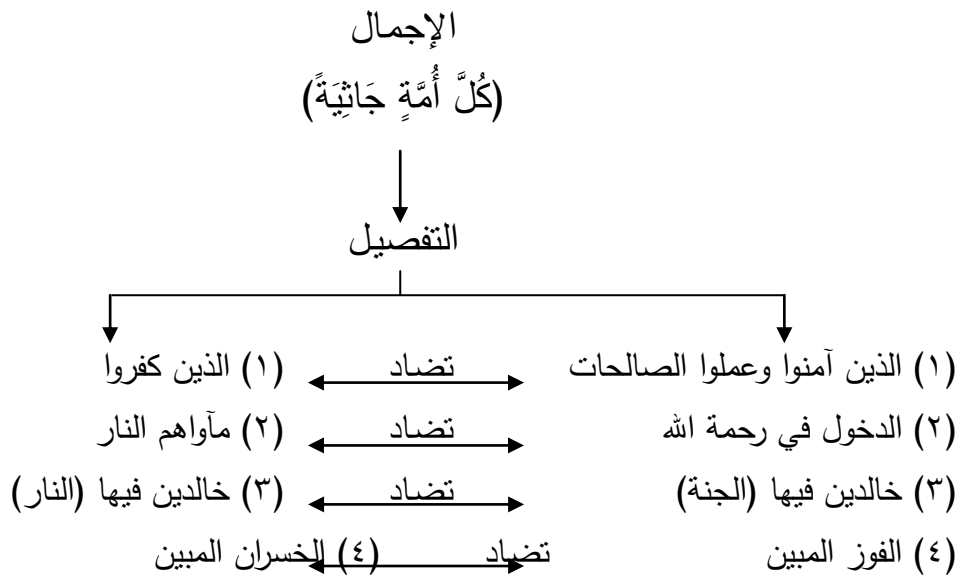 الإجمال
(كُلَّ أُمَّةٍ جَاثِيَةً)
التفصيل
(١) الذين آمنوا وعملوا الصالحات تضاد (١) الذين كفروا
(٢) الدخول في رحمة الله تضاد (٢) مآواهم النار
(٣) خالدين فيها (الجنة) تضاد (٣) خالدين فيها (النار)
(٤) الفوز المبين تضاد (٤) الخسران المبين